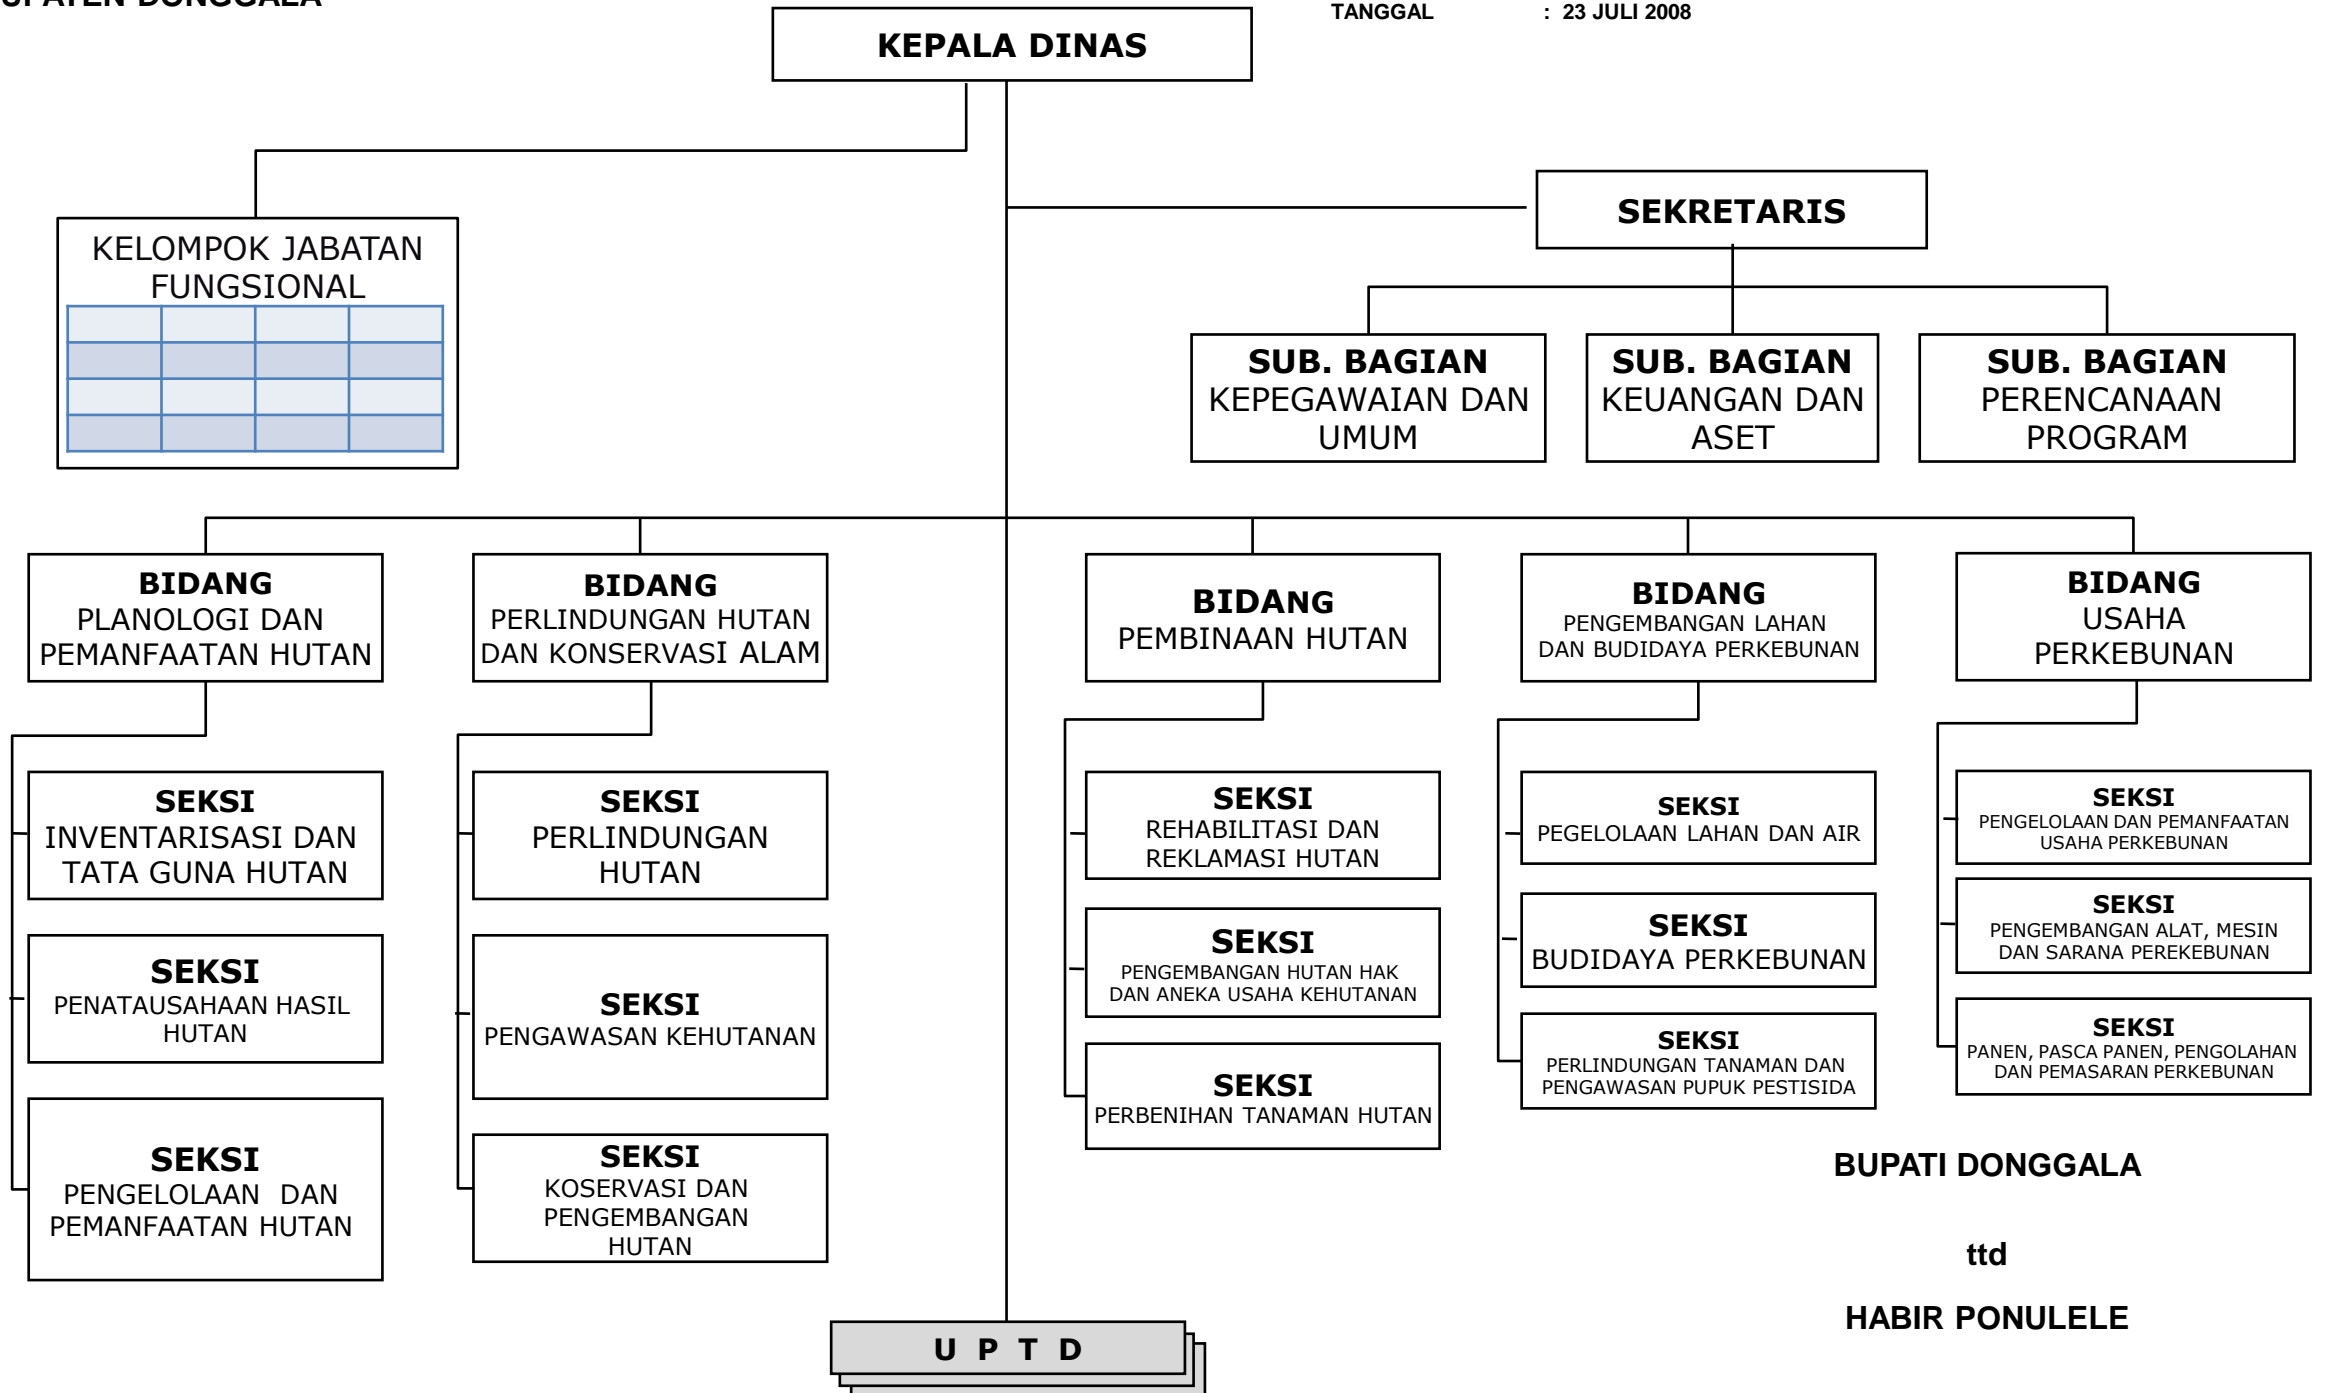 TANGGAL : 23 JULI 2008
KEPALA DINAS
SEKRETARIS
KELOMPOK JABATAN
FUNGSIONAL
SUB. BAGIAN
KEPEGAWAIAN DAN
UMUM
SUB. BAGIAN
KEUANGAN DAN
ASET
SUB. BAGIAN
PERENCANAAN
PROGRAM
BIDANG
PLANOLOGI DAN
PEMANFAATAN HUTAN
BIDANG
PERLINDUNGAN HUTAN
DAN KONSERVASI ALAM
BIDANG
PEMBINAAN HUTAN
BIDANG
PENGEMBANGAN LAHAN
DAN BUDIDAYA PERKEBUNAN
BIDANG
USAHA
PERKEBUNAN
SEKSI
INVENTARISASI DAN
TATA GUNA HUTAN
SEKSI
PENATAUSAHAAN HASIL
HUTAN
SEKSI
PENGELOLAAN DAN
PEMANFAATAN HUTAN
SEKSI
PERLINDUNGAN
HUTAN
SEKSI
PENGAWASAN KEHUTANAN
SEKSI
KOSERVASI DAN
PENGEMBANGAN
HUTAN
SEKSI
REHABILITASI DAN
REKLAMASI HUTAN
SEKSI
PENGEMBANGAN HUTAN HAK
DAN ANEKA USAHA KEHUTANAN
SEKSI
PERBENIHAN TANAMAN HUTAN
SEKSI
PEGELOLAAN LAHAN DAN AIR
SEKSI
BUDIDAYA PERKEBUNAN
SEKSI
PERLINDUNGAN TANAMAN DAN
PENGAWASAN PUPUK PESTISIDA
SEKSI
PENGELOLAAN DAN PEMANFAATAN
USAHA PERKEBUNAN
SEKSI
PENGEMBANGAN ALAT, MESIN
DAN SARANA PEREKEBUNAN
SEKSI
PANEN, PASCA PANEN, PENGOLAHAN
DAN PEMASARAN PERKEBUNAN
BUPATI DONGGALA
ttd
HABIR PONULELE
U P T D